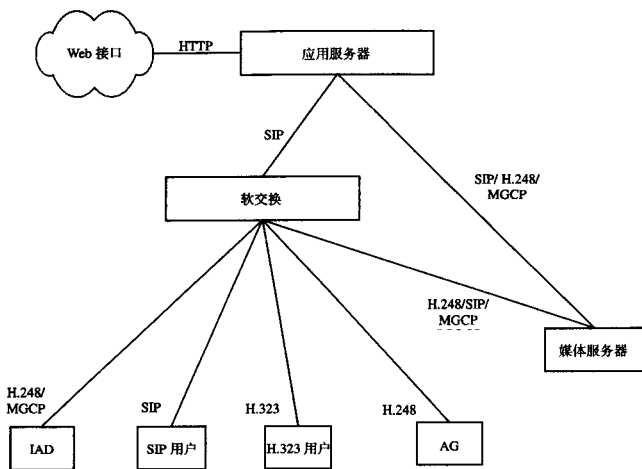 Web 接口
HTTP
应用服务器
SIP
SIP/ H.248/
MGCP
软交换
H.248/SIP/
MGCP
媒体服务器
H.248/
MGCP
SIP
H.323
H.248
IAD
SIP 用户
H.323 用户
AG